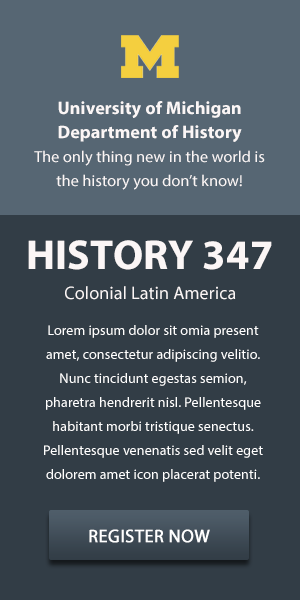 M
University of Michigan
Department of History
The only thing new in the world is
the history you don’t know!
HISTORY 347
Colonial Latin America
Lorem ipsum dolor sit omia present
amet, consectetur adipiscing velitio.
Nunc tincidunt egestas semion,
pharetra hendrerit nisl. Pellentesque
habitant morbi tristique senectus.
Pellentesque venenatis sed velit eget
dolorem amet icon placerat potenti.
REGISTER NOW